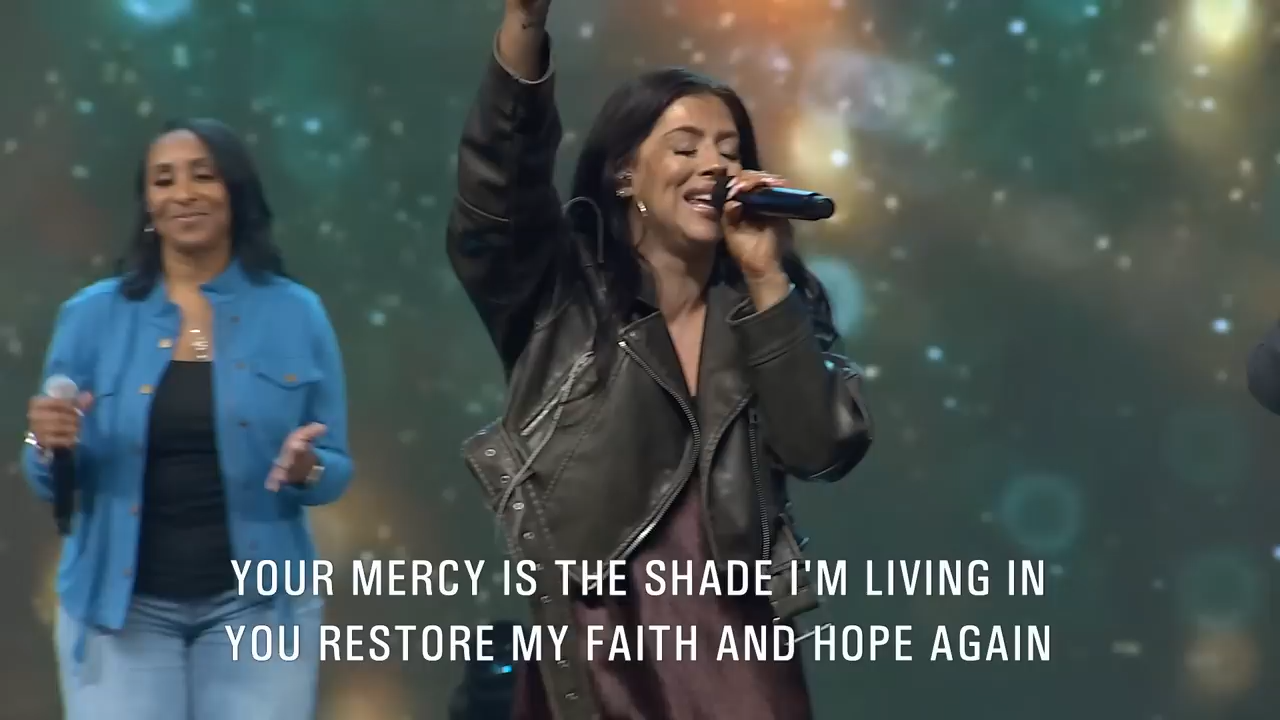 YOUR MERCY IS THE SHADE I'M LIVING IN
YOU RESTORE MY FAITH AND HOPE AGAIN